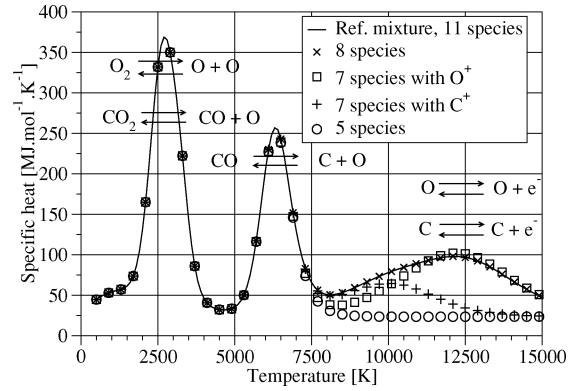 400
350
300
250
200
150
100
50
0
Specific heat [MJ.mol⁻¹.K⁻¹]
0 2500 5000 7500 10000 12500 15000
Temperature [K]
Ref. mixture, 11 species
8 species
7 species with O⁺
7 species with C⁺
5 species
O₂ O + O
CO₂ CO + O
CO C + O
O O + e⁻
C C + e⁻